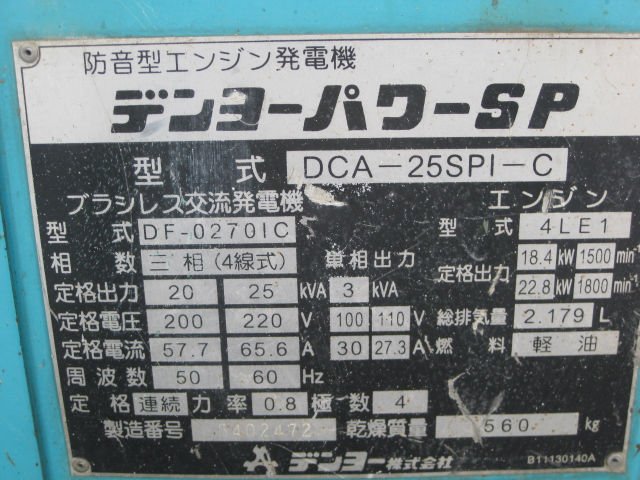 防音型エンジン発電機
デンヨーパワーSP
型式 DCA-25SPI-C
ブラシレス交流発電機 エンジン
型式 DF-0270IC 型式 4LE1
相数 三相(4線式) 単相出力 定格出力 18.4 kW 1500 min-1
22.8 kW 1800 min-1
定格出力 20 25 kVA 3 kVA
定格電圧 200 220 V 100 110 V 総排気量 2.179 L
定格電流 57.7 65.6 A 30 27.3 A 燃料 軽油
周波数 50 60 Hz
定格 連続 力率 0.8 極数 4
製造番号 乾燥質量 560 kg
デンヨー株式会社 B11130140A